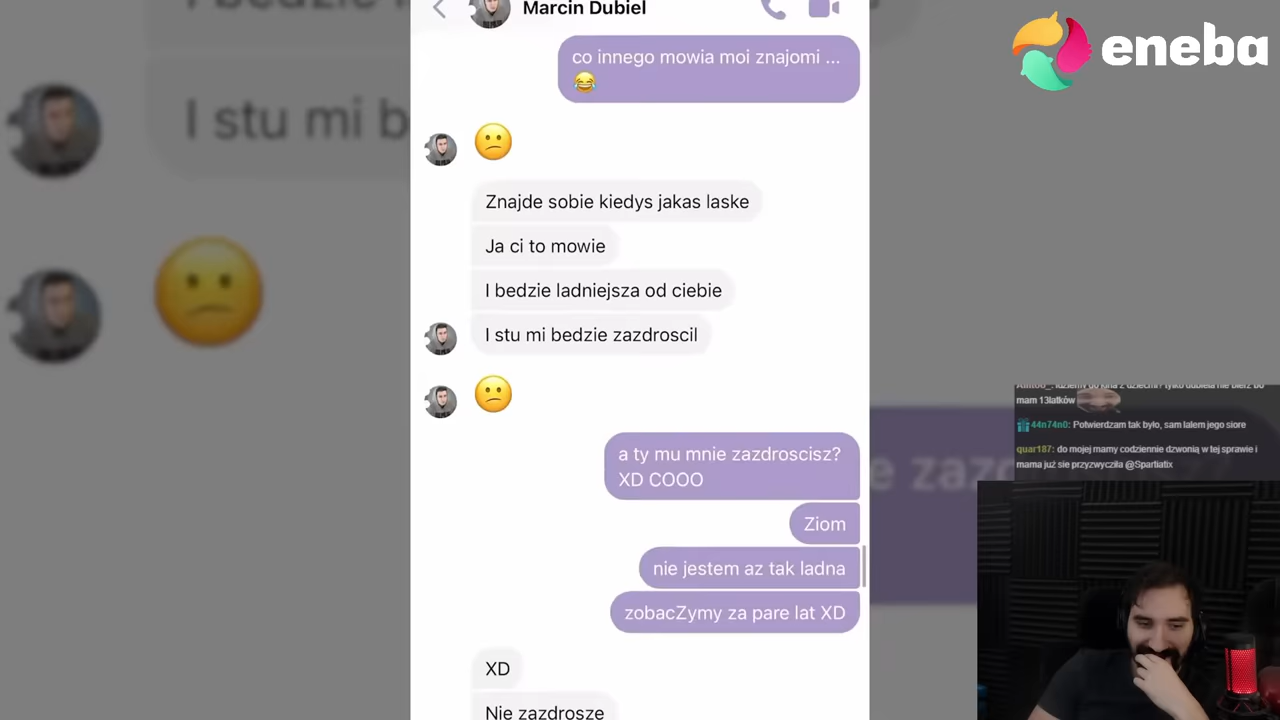 Marcin Dubiel
co innego mowia moi znajomi ...
😂
eneba
I stu mi b
😕
Znajde sobie kiedys jakas laske
Ja ci to mowie
I bedzie ladniejsza od ciebie
I stu mi bedzie zazdroscil
😕
a ty mu mnie zazdroscisz?
XD COOO
Ziom
nie jestem az tak ladna
zobacZymy za pare lat XD
XD
Nie zazdrosze
mam 13latków
44n74n0: Potwierdzam tak było, sam lalem jego siore
quar187: do mojej mamy codziennie dzwonią w tej sprawie i
mama już sie przyzwyczila @Spartiatix